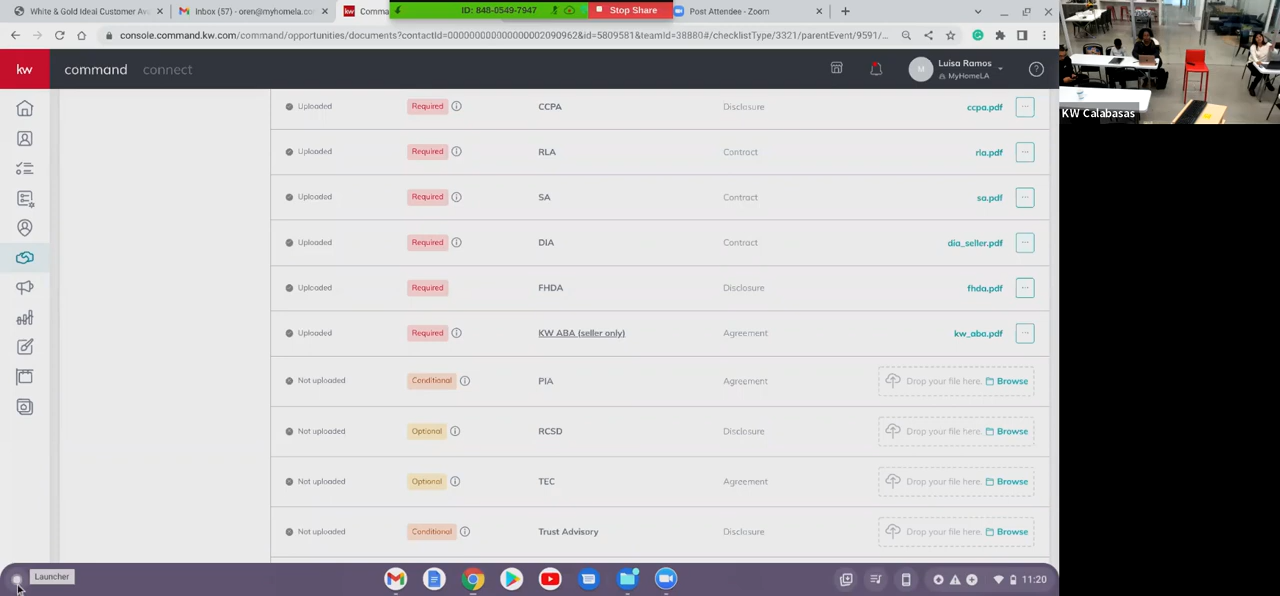 White & Gold Ideal Customer Av
Inbox (57) - oren@myhomela.co
Comma
ID: 848-0549-7947
Stop Share
Post Attendee - Zoom
console.command.kw.com/command/opportunities/documents?contactId=0000000000000002090962&id=5809581&teamId=38880#/checklistType/3321/parentEvent/9591/...
kw command connect
Luisa Ramos
MyHomeLA
M
KW Calabasas
Uploaded Required CCPA Disclosure ccpa.pdf
Uploaded Required RLA Contract rla.pdf
Uploaded Required SA Contract sa.pdf
Uploaded Required DIA Contract dia_seller.pdf
Uploaded Required FHDA Disclosure fhda.pdf
Uploaded Required KW ABA (seller only) Agreement kw_aba.pdf
Not uploaded Conditional PIA Agreement Drop your file here. Browse
Not uploaded Optional RCSD Disclosure Drop your file here. Browse
Not uploaded Optional TEC Agreement Drop your file here. Browse
Not uploaded Conditional Trust Advisory Disclosure Drop your file here. Browse
Launcher
11:20